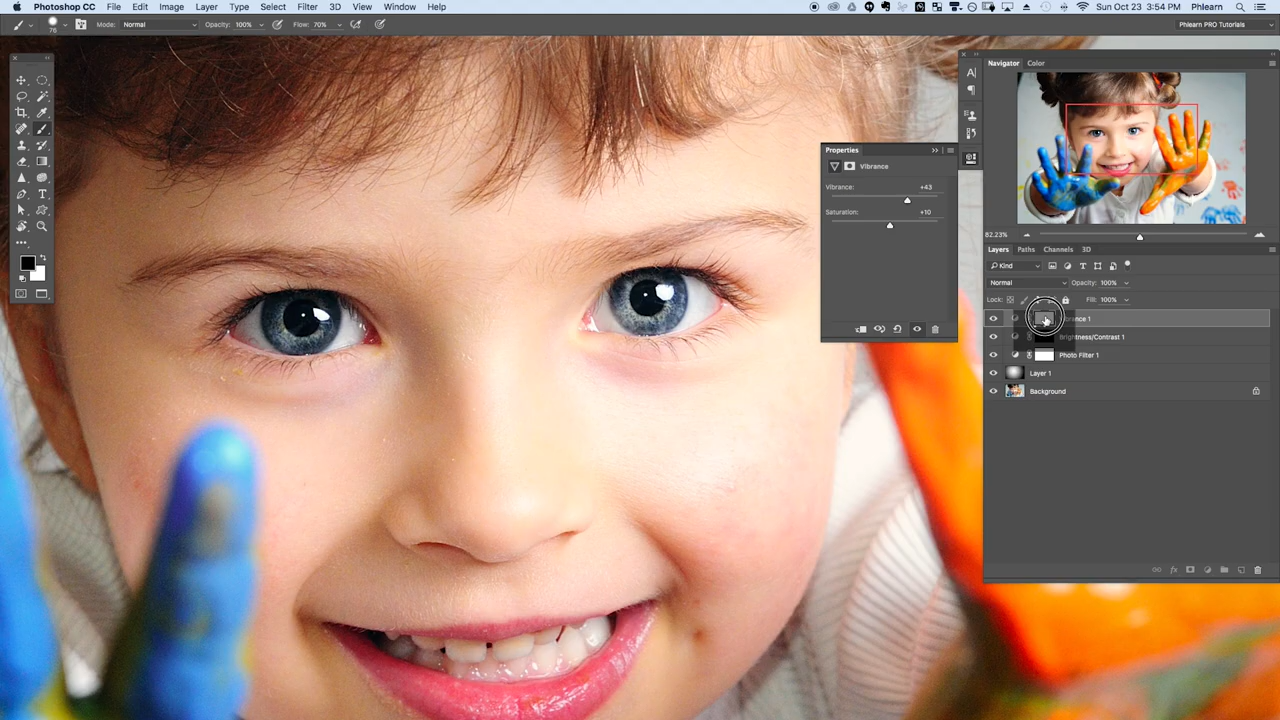 Photoshop CC File Edit Image Layer Type Select Filter 3D View Window Help Sun Oct 23 3:54 PM Phlearn
76 Mode: Normal Opacity: 100% Flow: 70% Phlearn PRO Tutorials
Navigator Color
Properties
Vibrance
Vibrance: +43
Saturation: +10
82.23%
Layers Paths Channels 3D
Kind
Normal Opacity: 100%
Lock: Fill: 100%
Brightness/Contrast 1
Photo Filter 1
Layer 1
Background